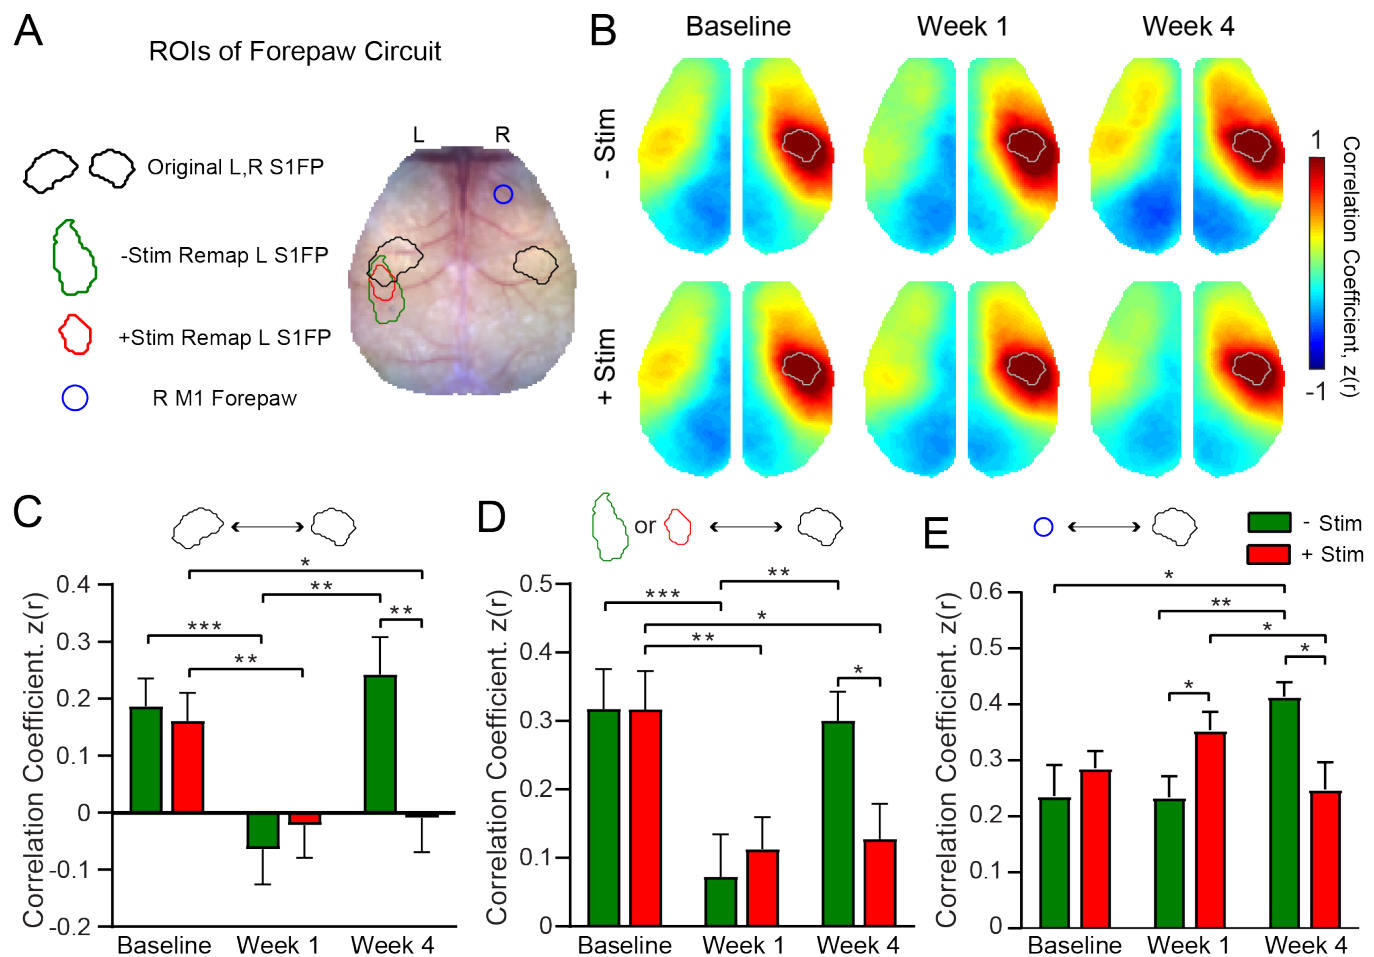 A
ROIs of Forepaw Circuit
L R
Original L,R S1FP
-Stim Remap L S1FP
+Stim Remap L S1FP
R M1 Forepaw
B
Baseline Week 1 Week 4
- Stim
+ Stim
1
-1
Correlation Coefficient, z(r)
C
*
**
**
***
**
Correlation Coefficient. z(r)
0.4
0.3
0.2
0.1
0
-0.1
-0.2
Baseline Week 1 Week 4
D
or
**
***
*
**
*
Correlation Coefficient. z(r)
0.5
0.4
0.3
0.2
0.1
0
Baseline Week 1 Week 4
E
- Stim
+ Stim
*
**
*
*
*
Correlation Coefficient. z(r)
0.6
0.5
0.4
0.3
0.2
0.1
0
Baseline Week 1 Week 4